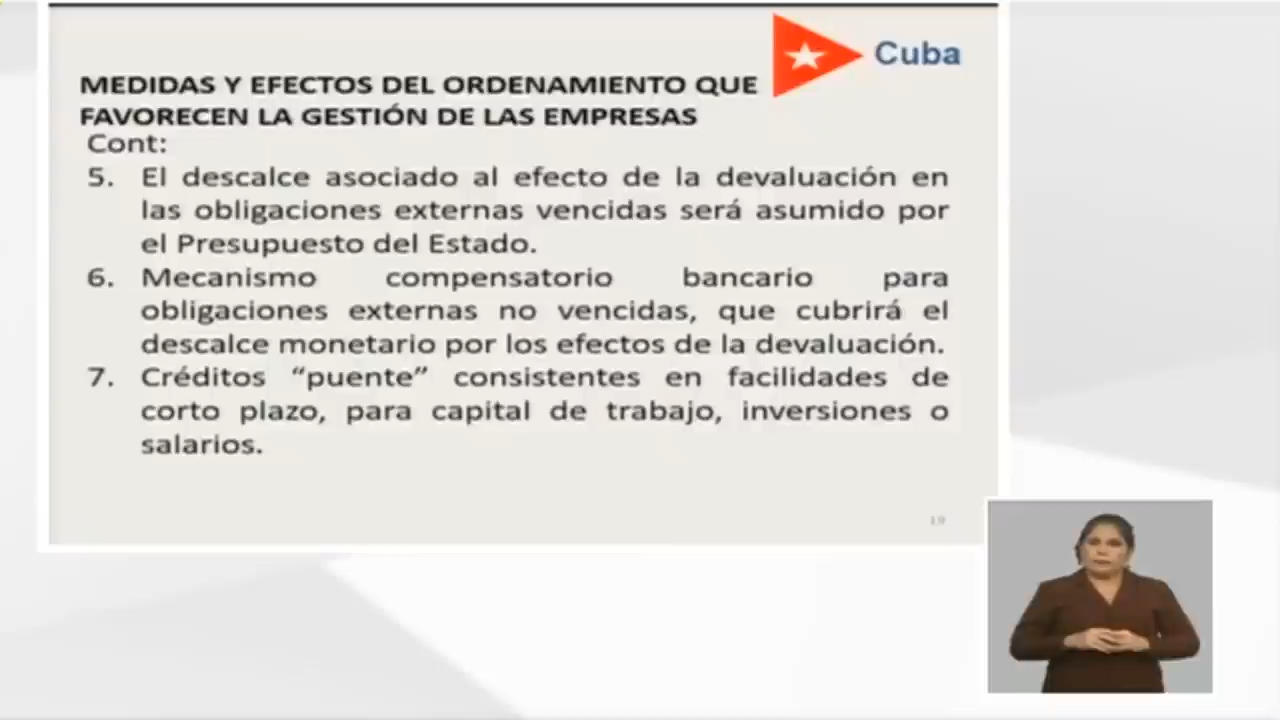 Cuba
MEDIDAS Y EFECTOS DEL ORDENAMIENTO QUE
FAVORECEN LA GESTIÓN DE LAS EMPRESAS
Cont:
5. El descalce asociado al efecto de la devaluación en
las obligaciones externas vencidas será asumido por
el Presupuesto del Estado.
6. Mecanismo compensatorio bancario para
obligaciones externas no vencidas, que cubrirá el
descalce monetario por los efectos de la devaluación.
7. Créditos “puente” consistentes en facilidades de
corto plazo, para capital de trabajo, inversiones o
salarios.
19